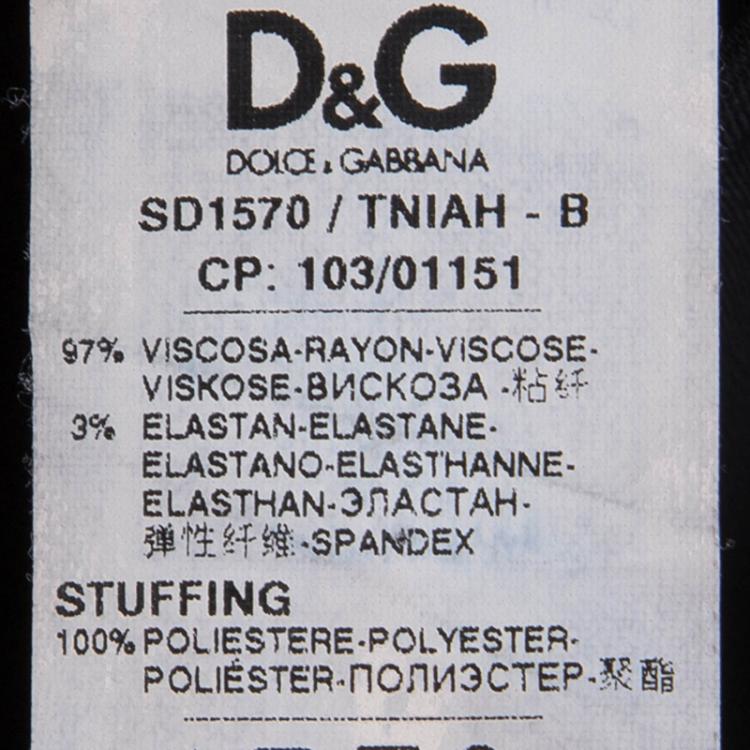 D&G
DOLCE & GABBANA
SD1570 / TNIAH - B
CP: 103/01151
97% VISCOSA-RAYON-VISCOSE-
VISKOSE-ВИСКОЗА -粘纤
3% ELASTAN-ELASTANE-
ELASTANO-ELASTHANNE-
ELASTHAN-ЭЛАСТАН-
弹性纤维-SPANDEX
STUFFING
100% POLIESTERE-POLYESTER-
POLIÉSTER-ПОЛИЭСТЕР-聚酯